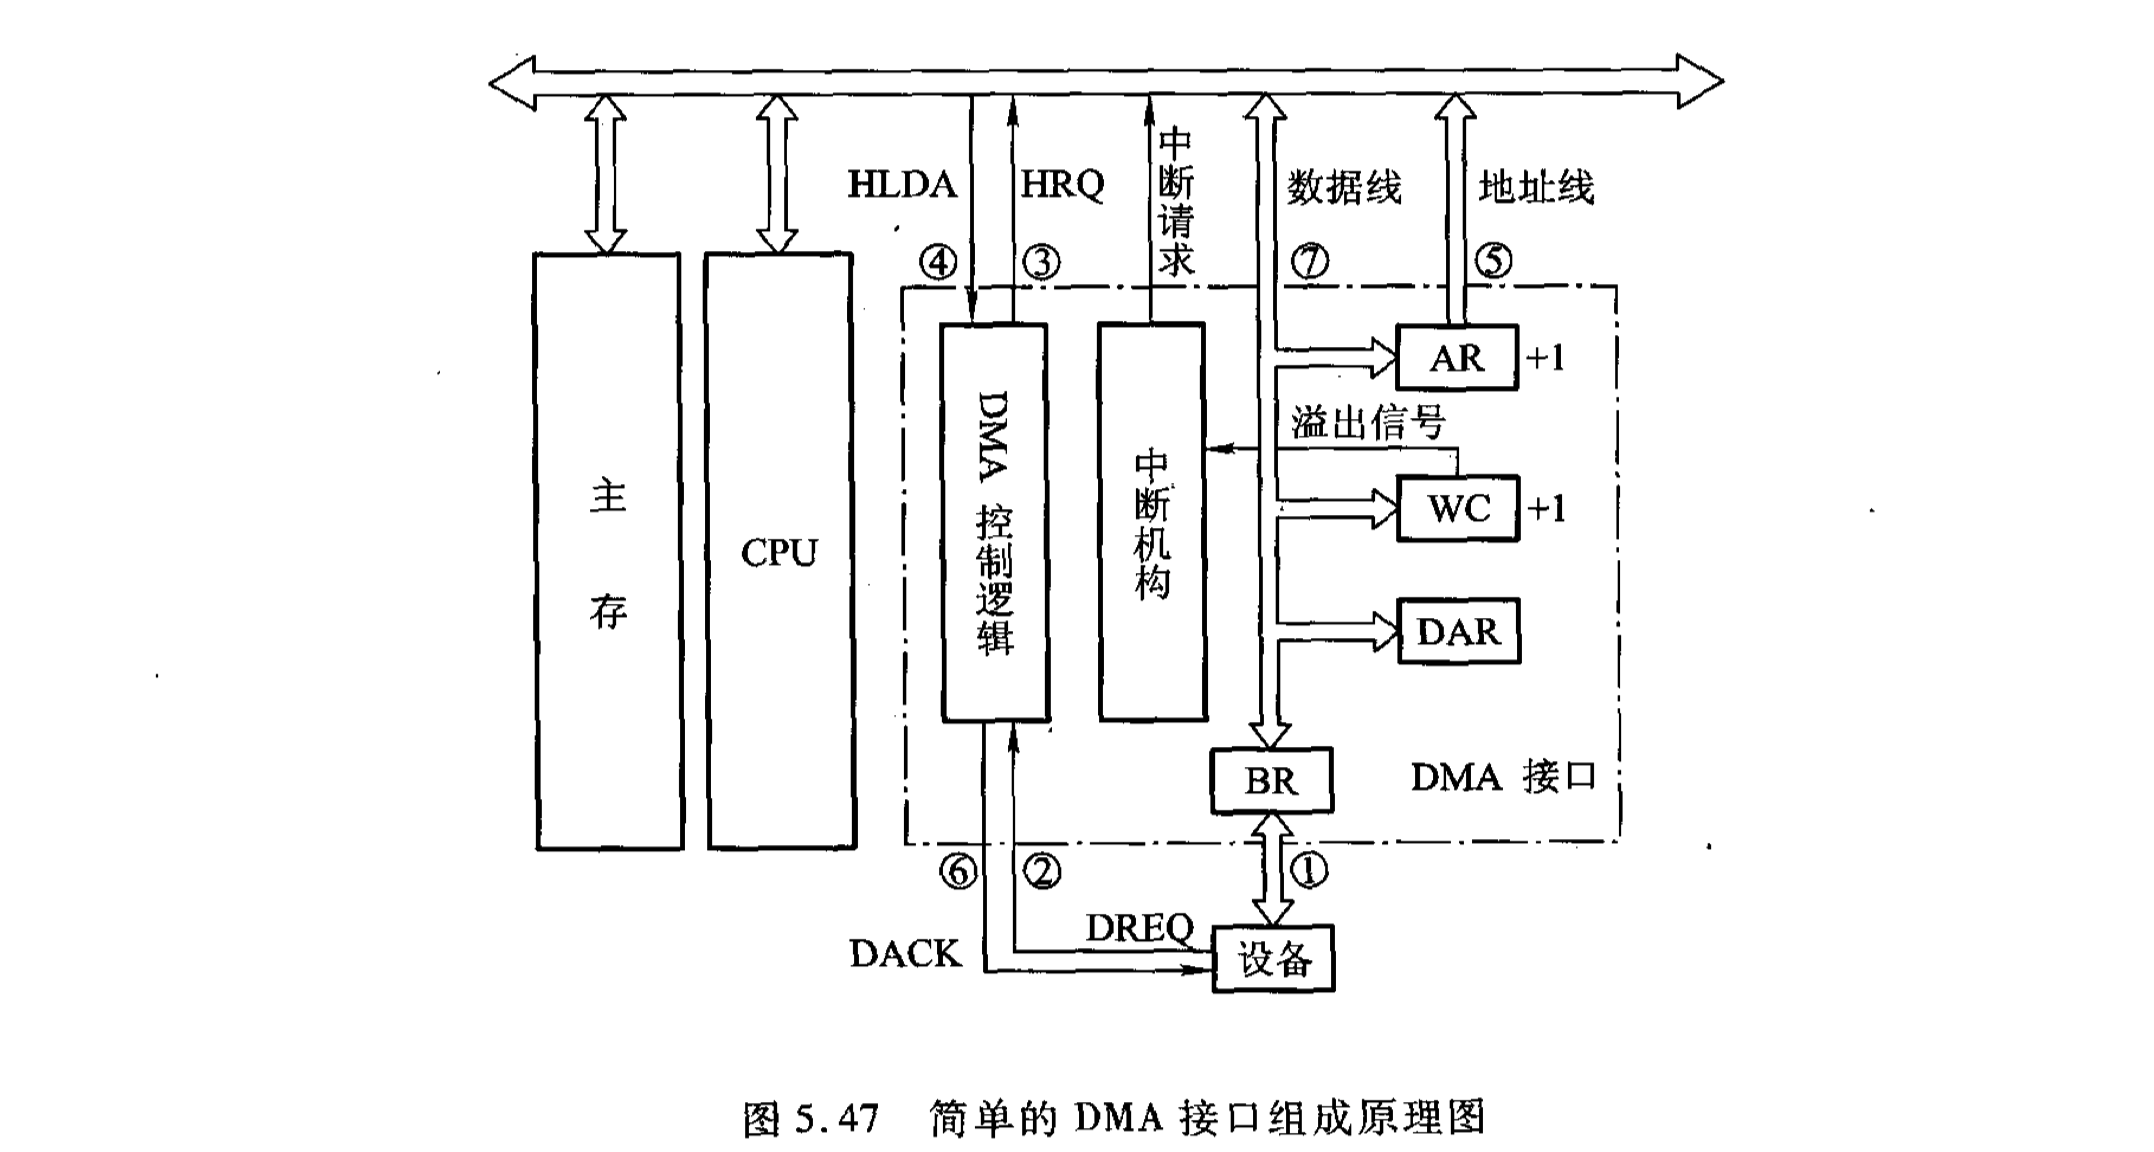 HLDA
HRQ
中断请求
数据线
地址线
④
③
⑦
⑤
主存
CPU
DMA 控制逻辑
中断机构
AR
+1
溢出信号
WC
+1
DAR
BR
DMA 接口
⑥
②
①
DREQ
DACK
设备
图 5.47 简单的 DMA 接口组成原理图